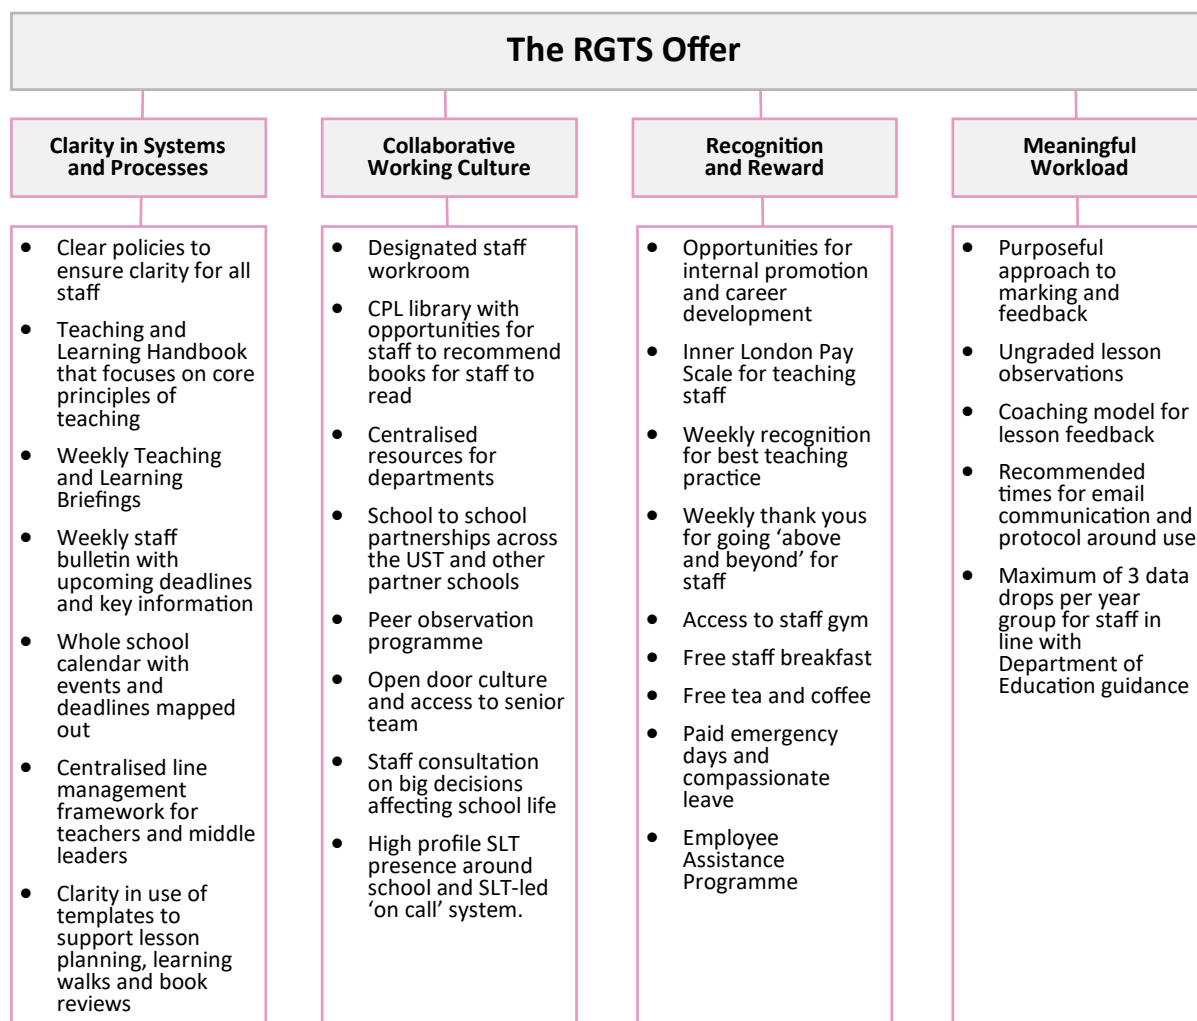 The RGTS Offer
Clarity in Systems
and Processes
• Clear policies to
ensure clarity for all
staff
• Teaching and
Learning Handbook
that focuses on core
principles of
teaching
• Weekly Teaching
and Learning
Briefings
• Weekly staff
bulletin with
upcoming deadlines
and key information
• Whole school
calendar with
events and
deadlines mapped
out
• Centralised line
management
framework for
teachers and middle
leaders
• Clarity in use of
templates to
support lesson
planning, learning
walks and book
reviews
Collaborative
Working Culture
• Designated staff
workroom
• CPL library with
opportunities for
staff to recommend
books for staff to
read
• Centralised
resources for
departments
• School to school
partnerships across
the UST and other
partner schools
• Peer observation
programme
• Open door culture
and access to senior
team
• Staff consultation
on big decisions
affecting school life
• High profile SLT
presence around
school and SLT-led
‘on call’ system.
Recognition
and Reward
• Opportunities for
internal promotion
and career
development
• Inner London Pay
Scale for teaching
staff
• Weekly recognition
for best teaching
practice
• Weekly thank yous
for going ‘above
and beyond’ for
staff
• Access to staff gym
• Free staff breakfast
• Free tea and coffee
• Paid emergency
days and
compassionate
leave
• Employee
Assistance
Programme
Meaningful
Workload
• Purposeful
approach to
marking and
feedback
• Ungraded lesson
observations
• Coaching model for
lesson feedback
• Recommended
times for email
communication and
protocol around use
• Maximum of 3 data
drops per year
group for staff in
line with
Department of
Education guidance